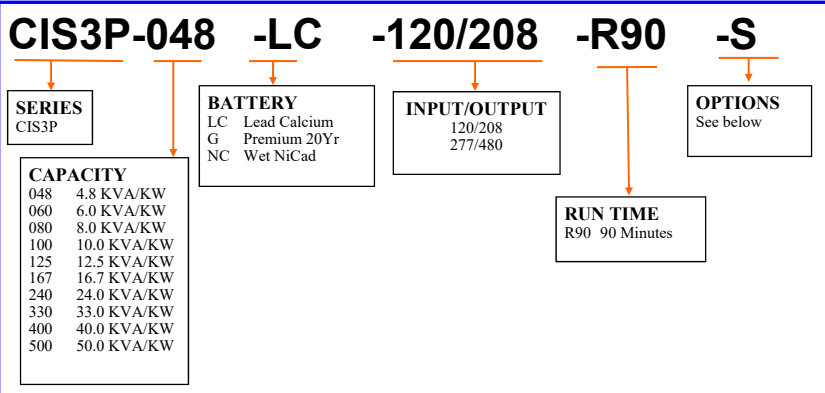 CIS3P-048 -LC -120/208 -R90 -S
SERIES
CIS3P
BATTERY
LC Lead Calcium
G Premium 20Yr
NC Wet NiCad
INPUT/OUTPUT
120/208
277/480
OPTIONS
See below
CAPACITY
048 4.8 KVA/KW
060 6.0 KVA/KW
080 8.0 KVA/KW
100 10.0 KVA/KW
125 12.5 KVA/KW
167 16.7 KVA/KW
240 24.0 KVA/KW
330 33.0 KVA/KW
400 40.0 KVA/KW
500 50.0 KVA/KW
RUN TIME
R90 90 Minutes